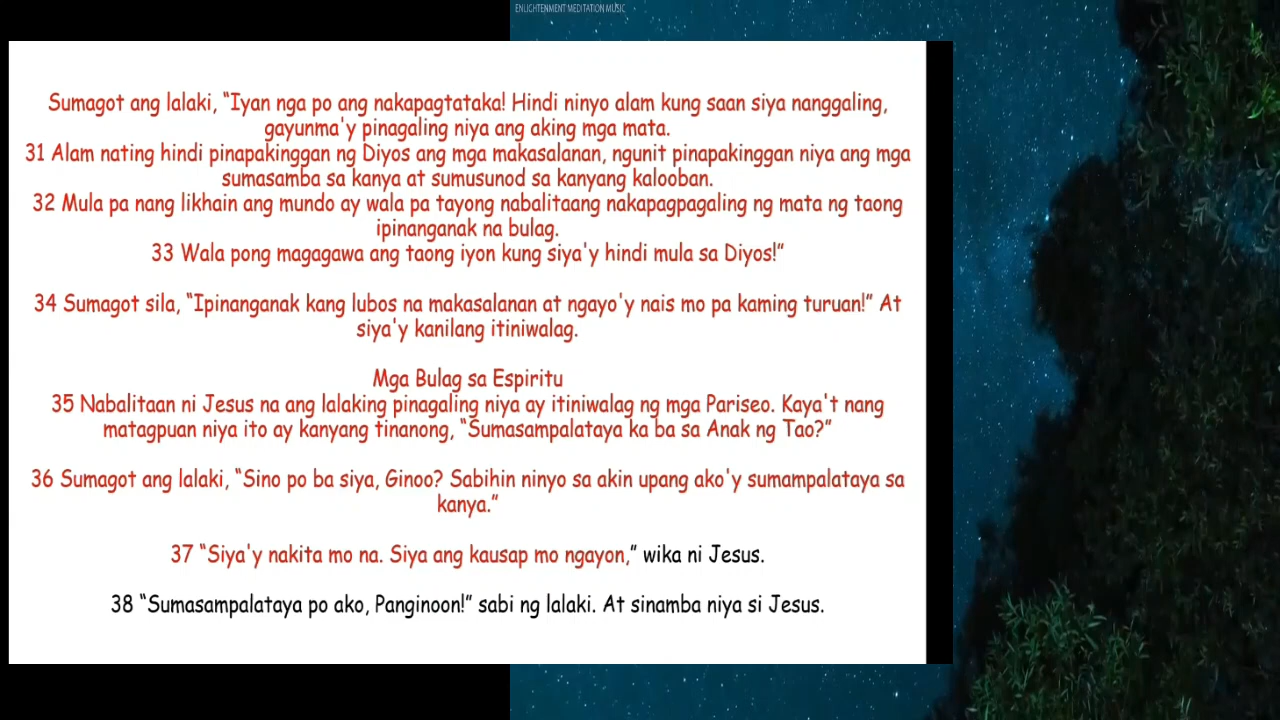 ENLIGHTENMENT MEDITATION MUSIC
Sumagot ang lalaki, “Iyan nga po ang nakapagtataka! Hindi ninyo alam kung saan siya nanggaling,
gayunma'y pinagaling niya ang aking mga mata.
31 Alam nating hindi pinapakinggan ng Diyos ang mga makasalanan, ngunit pinapakinggan niya ang mga
sumasamba sa kanya at sumusunod sa kanyang kalooban.
32 Mula pa nang likhain ang mundo ay wala pa tayong nabalitaang nakapagpagaling ng mata ng taong
ipinanganak na bulag.
33 Wala pong magagawa ang taong iyon kung siya'y hindi mula sa Diyos!”
34 Sumagot sila, “Ipinanganak kang lubos na makasalanan at ngayo'y nais mo pa kaming turuan!” At
siya'y kanilang itiniwalag.
Mga Bulag sa Espiritu
35 Nabalitaan ni Jesus na ang lalaking pinagaling niya ay itiniwalag ng mga Pariseo. Kaya't nang
matagpuan niya ito ay kanyang tinanong, “Sumasampalataya ka ba sa Anak ng Tao?”
36 Sumagot ang lalaki, “Sino po ba siya, Ginoo? Sabihin ninyo sa akin upang ako'y sumampalataya sa
kanya.”
37 “Siya'y nakita mo na. Siya ang kausap mo ngayon,” wika ni Jesus.
38 “Sumasampalataya po ako, Panginoon!” sabi ng lalaki. At sinamba niya si Jesus.